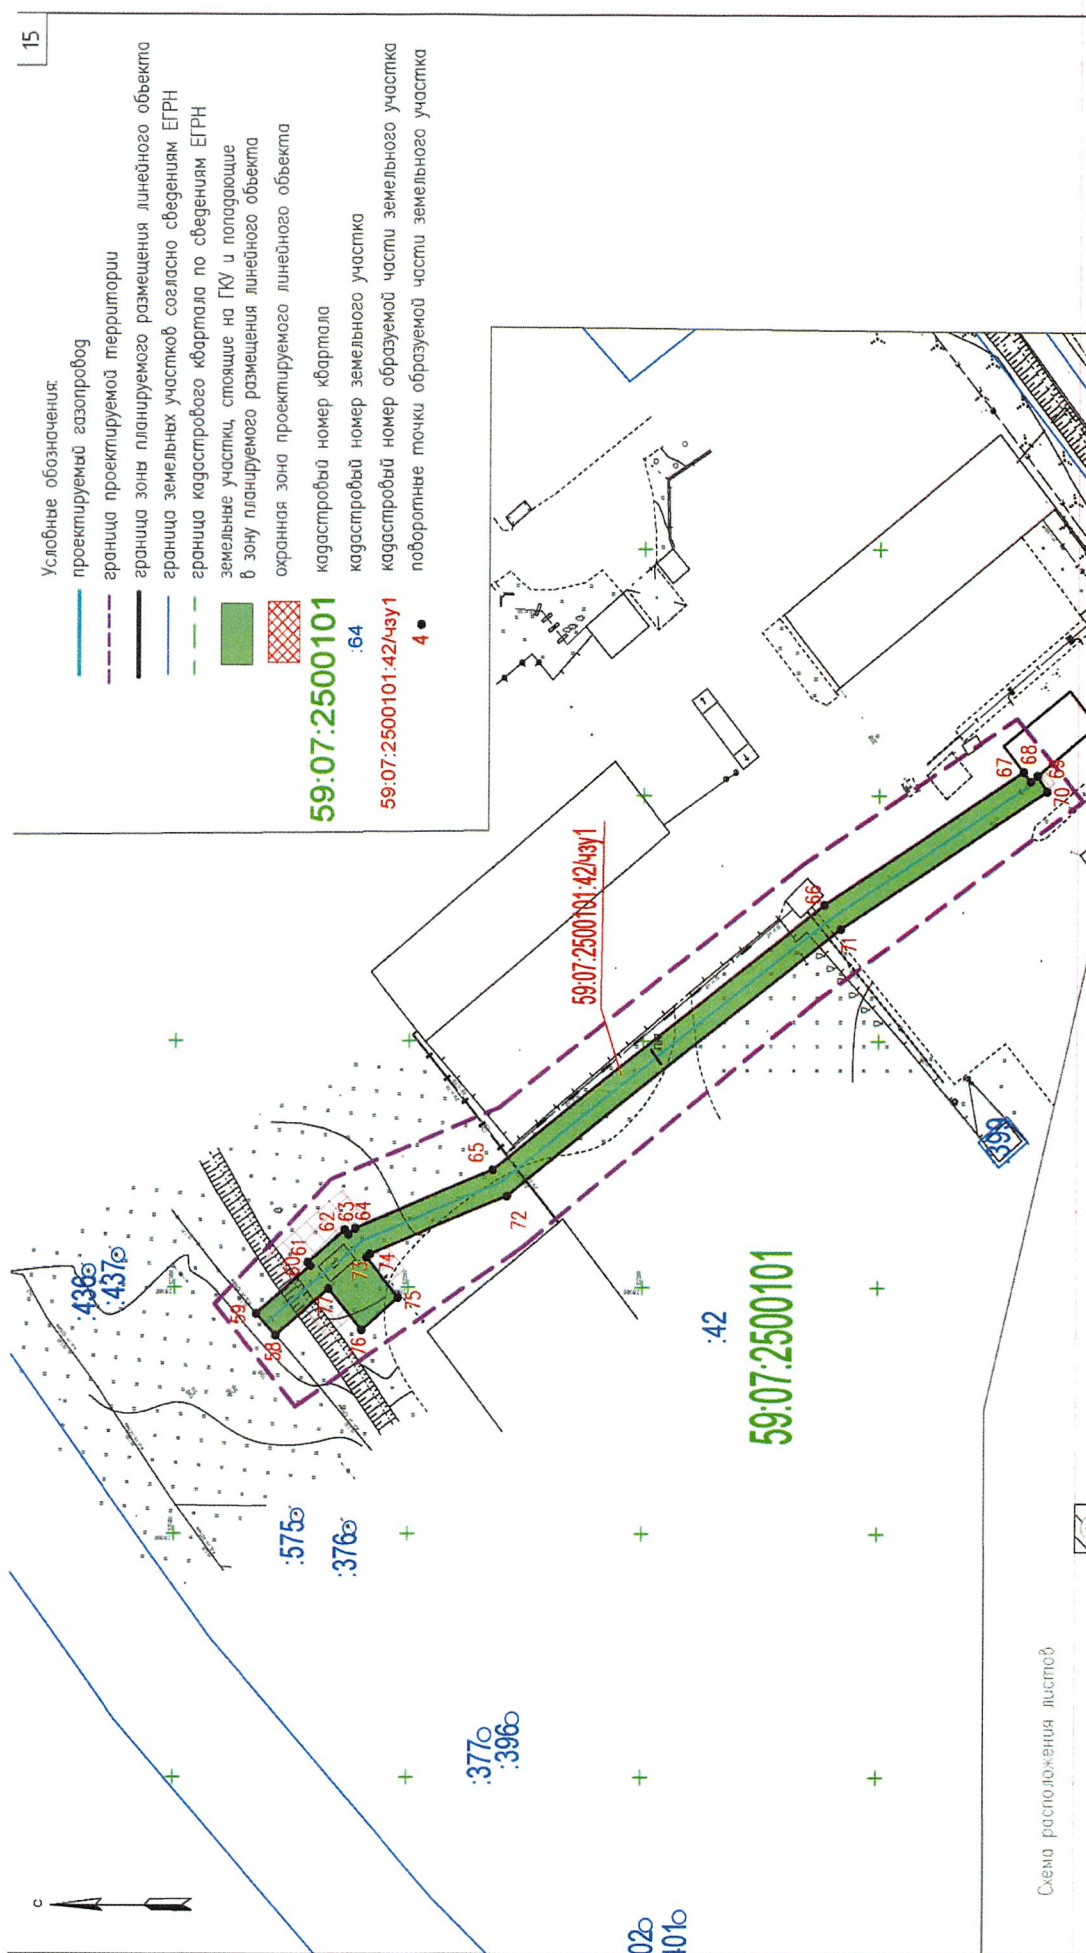 15
Условные обозначения:
проектируемый газопровод
граница проектируемой территории
граница зоны планируемого размещения линейного объекта
граница земельных участков согласно сведениям ЕГРН
граница кадастрового квартала по сведениям ЕГРН
земельные участки, стоящие на ГКУ и попадающие
в зону планируемого размещения линейного объекта
охранная зона проектируемого линейного объекта
59:07:2500101 кадастровый номер квартала
:64 кадастровый номер земельного участка
59:07:2500101:42/чзу1 кадастровый номер образуемой части земельного участка
4 поворотные точки образуемой части земельного участка
с
:436
:437
59
58
60
61
62
63
64
77
73
74
76
75
65
72
:575
:376
59:07:2500101:42/чзу1
66
71
67
68
69
70
:42
59:07:2500101
:399
:377
:396
02
401
Схема расположения листов